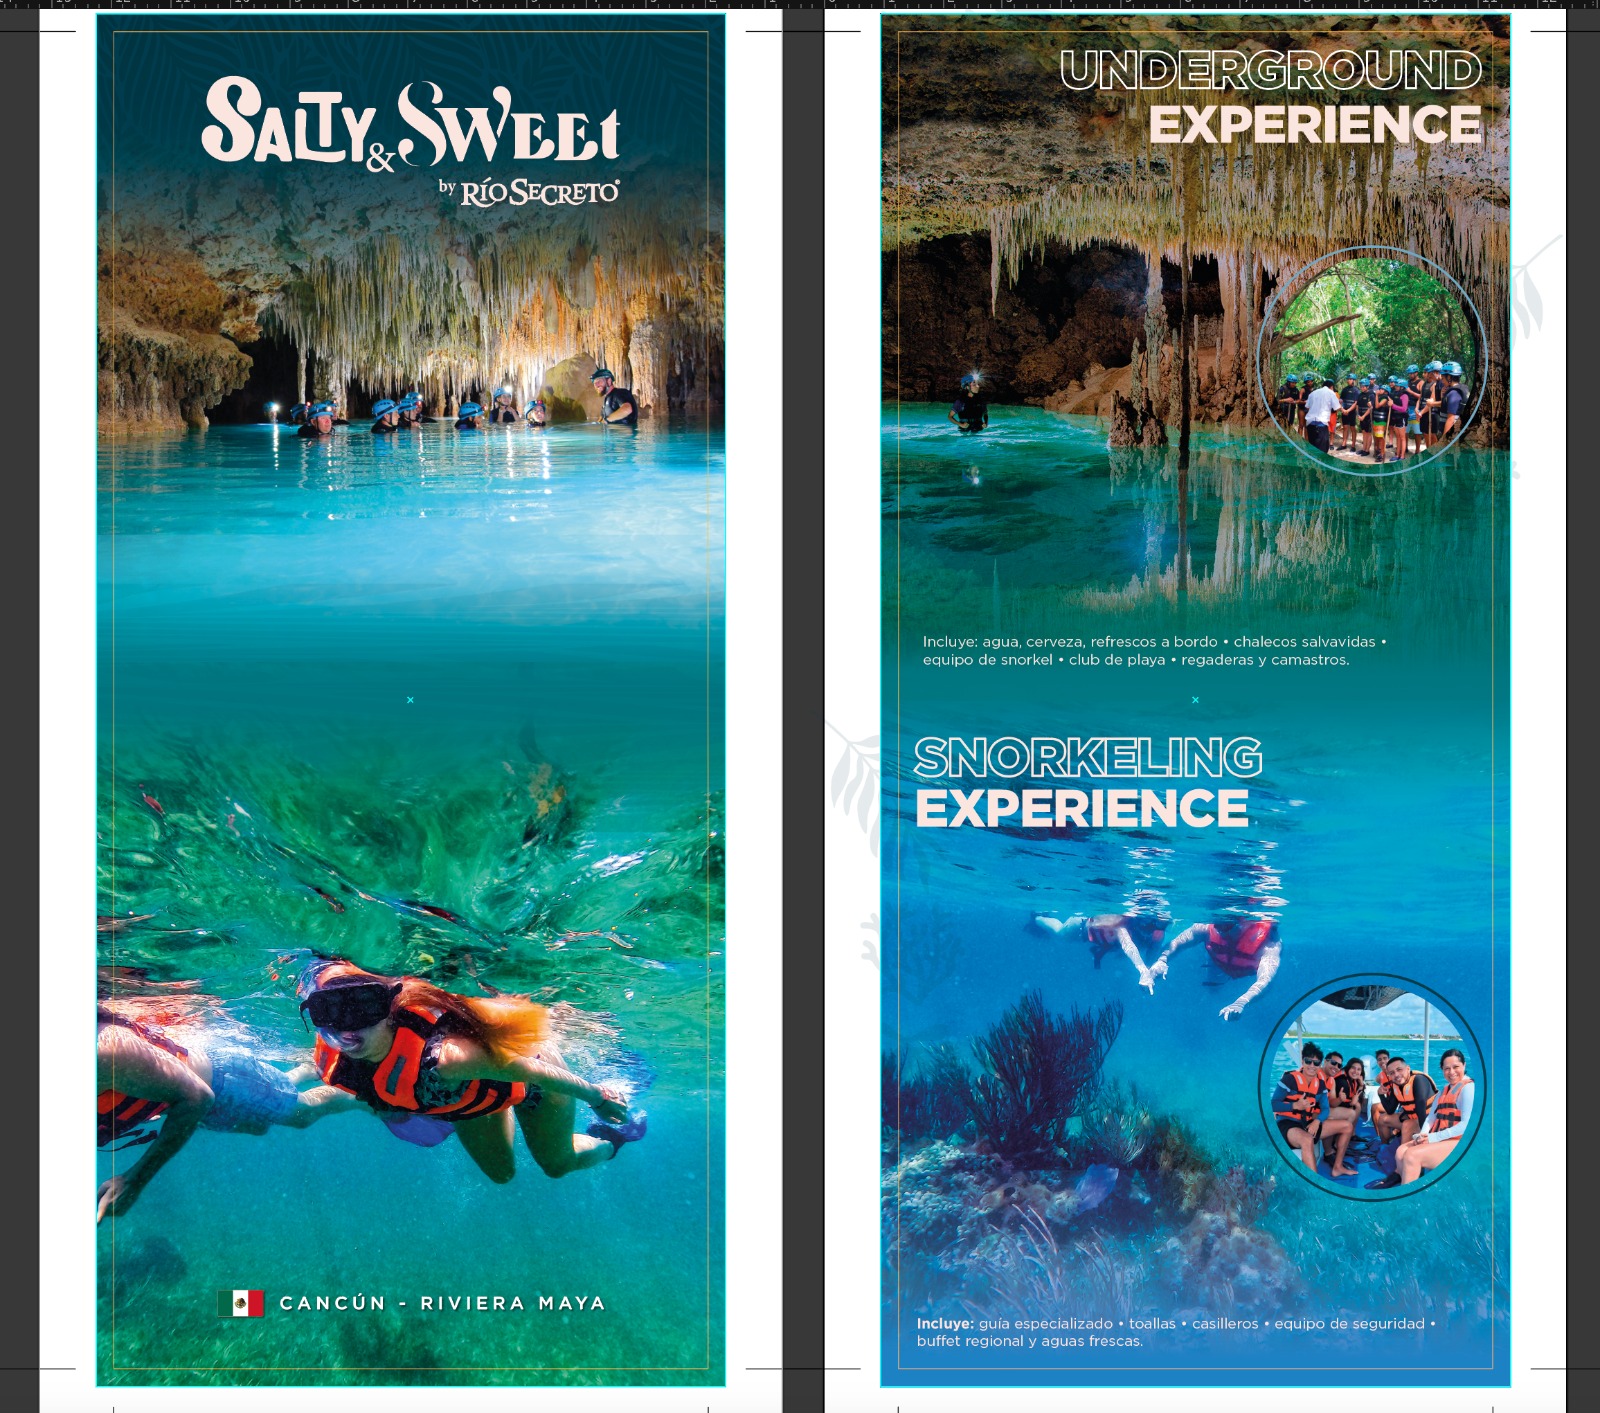 SALTY & SWEEt
by RÍO SECRETO®
CANCÚN - RIVIERA MAYA
UNDERGROUND
EXPERIENCE
Incluye: agua, cerveza, refrescos a bordo • chalecos salvavidas •
equipo de snorkel • club de playa • regaderas y camastros.
SNORKELING
EXPERIENCE
Incluye: guía especializado • toallas • casilleros • equipo de seguridad •
buffet regional y aguas frescas.